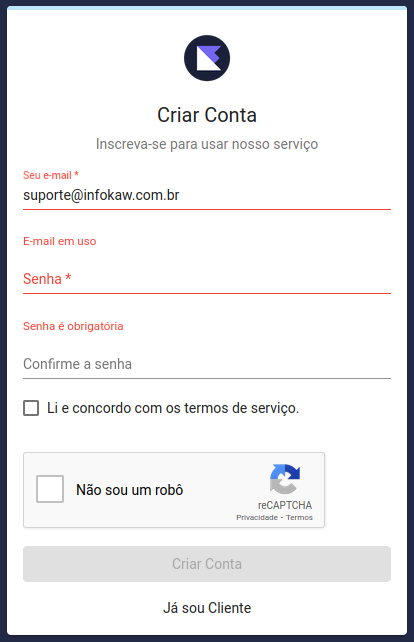 Criar Conta
Inscreva-se para usar nosso serviço
Seu e-mail *
suporte@infokaw.com.br
E-mail em uso
Senha *
Senha é obrigatória
Confirme a senha
Li e concordo com os termos de serviço.
Não sou um robô
reCAPTCHA
Privacidade - Termos
Criar Conta
Já sou Cliente